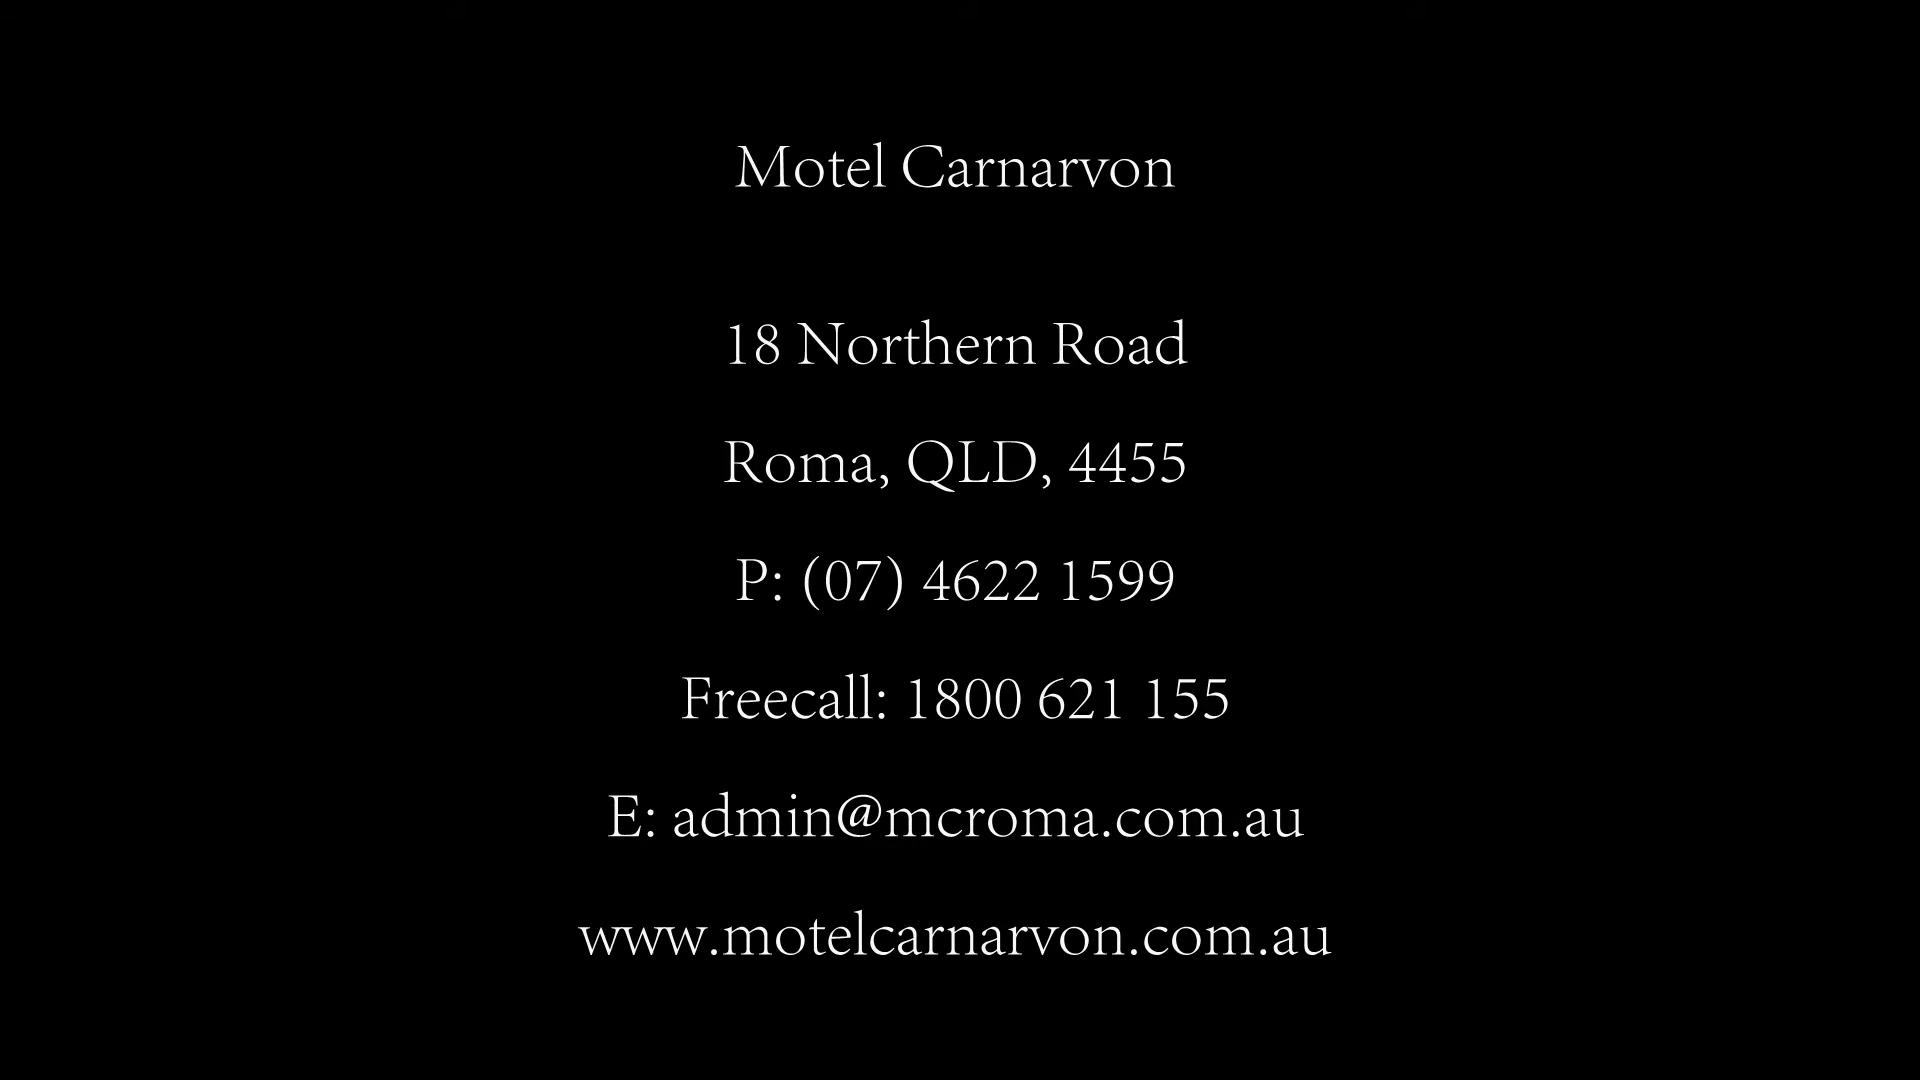 Motel Carnarvon
18 Northern Road
Roma, QLD, 4455
P: (07) 4622 1599
Freecall: 1800 621 155
E: admin@mcroma.com.au
www.motelcarnarvon.com.au